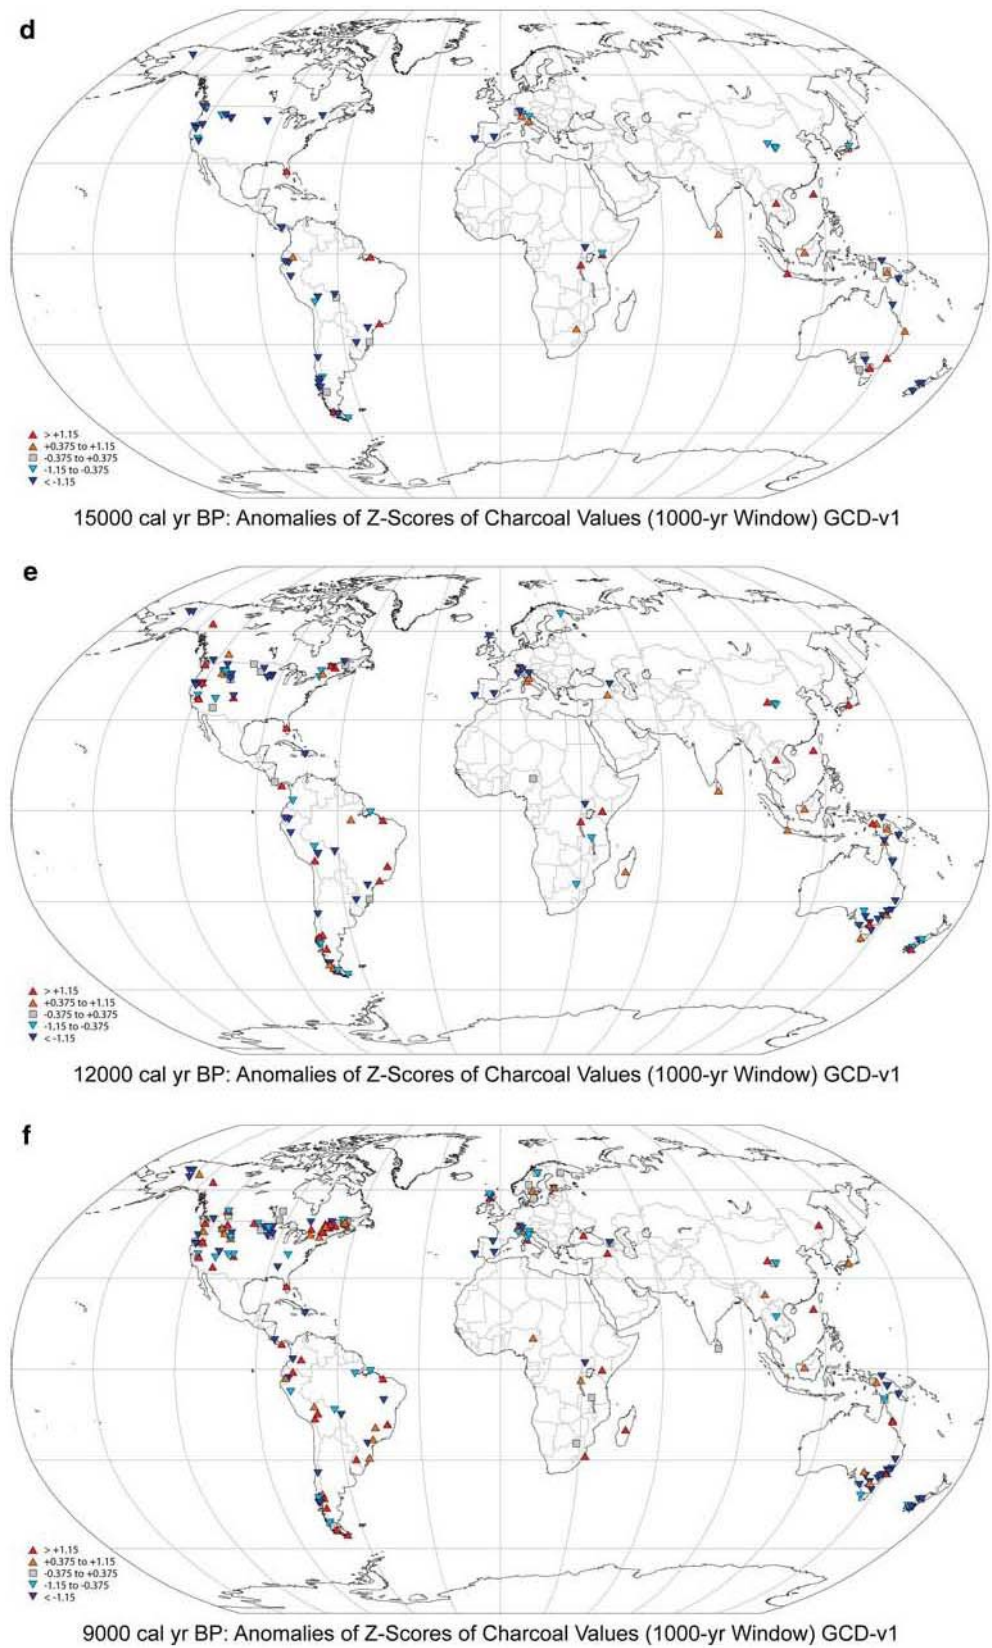 d
> +1.15
+0.375 to +1.15
-0.375 to +0.375
-1.15 to -0.375
< -1.15
15000 cal yr BP: Anomalies of Z-Scores of Charcoal Values (1000-yr Window) GCD-v1
e
> +1.15
+0.375 to +1.15
-0.375 to +0.375
-1.15 to -0.375
< -1.15
12000 cal yr BP: Anomalies of Z-Scores of Charcoal Values (1000-yr Window) GCD-v1
f
> +1.15
+0.375 to +1.15
-0.375 to +0.375
-1.15 to -0.375
< -1.15
9000 cal yr BP: Anomalies of Z-Scores of Charcoal Values (1000-yr Window) GCD-v1